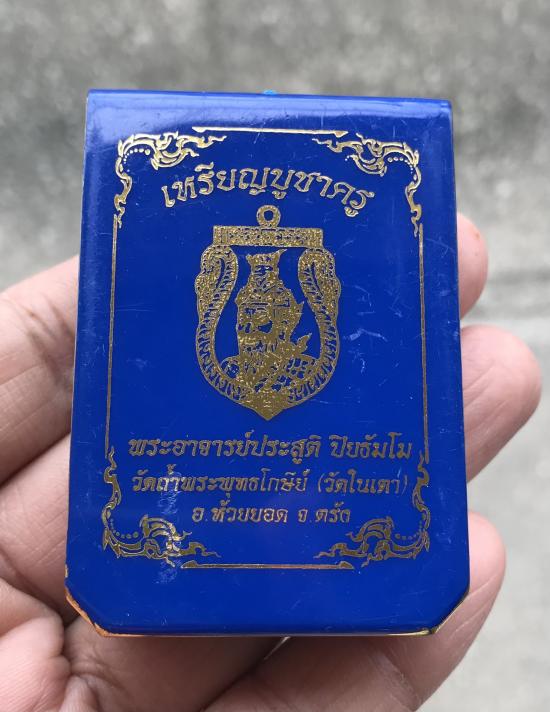 เหรียญบูชาครู
พระอาจารย์ประสูติ ปิยธัมโม
วัดถ้ำพระพุทธโกษีย์ (วัดในเตา)
อ.ห้วยยอด จ.ตรัง